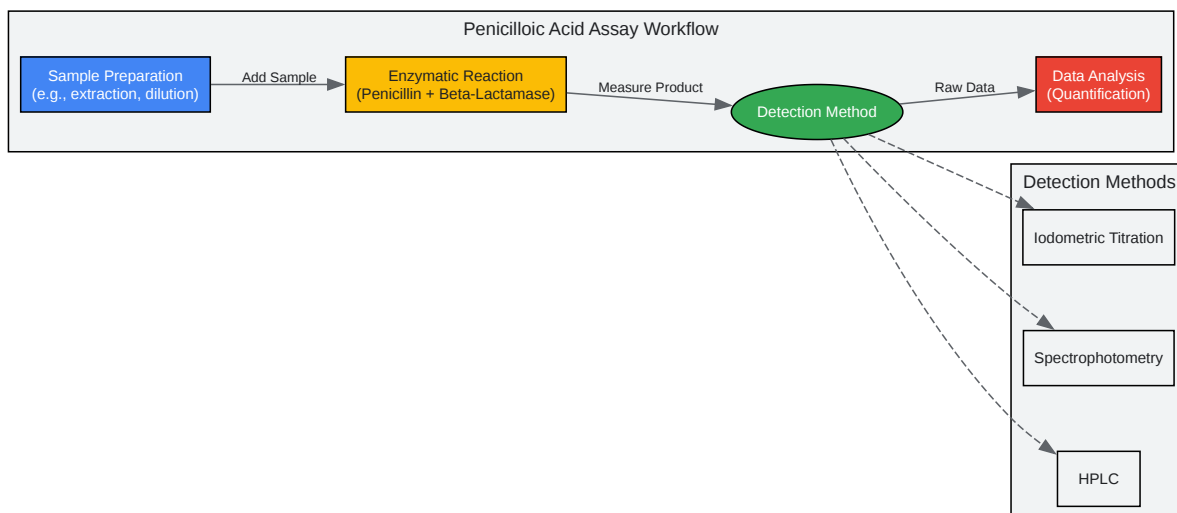 Penicilloic Acid Assay Workflow
Sample Preparation
(e.g., extraction, dilution)
Add Sample
Enzymatic Reaction
(Penicillin + Beta-Lactamase)
Measure Product
Detection Method
Raw Data
Data Analysis
(Quantification)
Detection Methods
Iodometric Titration
Spectrophotometry
HPLC